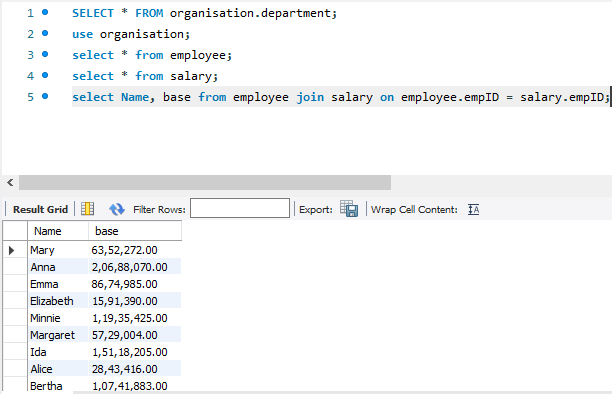 1 SELECT * FROM organisation.department;
2 use organisation;
3 select * from employee;
4 select * from salary;
5 select Name, base from employee join salary on employee.empID = salary.empID;
Result Grid Filter Rows: Export: Wrap Cell Content:
Name base
Mary 63,52,272.00
Anna 2,06,88,070.00
Emma 86,74,985.00
Elizabeth 15,91,390.00
Minnie 1,19,35,425.00
Margaret 57,29,004.00
Ida 1,51,18,205.00
Alice 28,43,416.00
Bertha 1,07,41,883.00